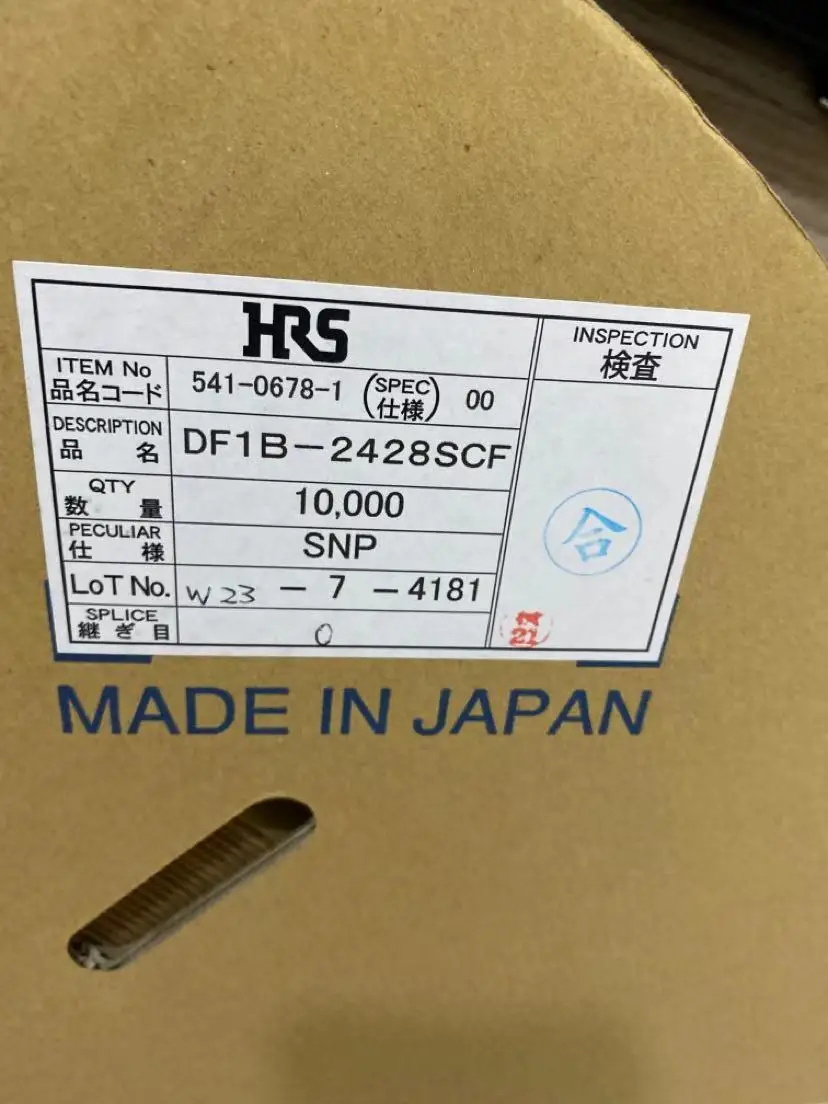 HRS
INSPECTION
検査
ITEM No
品名コード
541-0678-1 (SPEC 仕様) 00
DESCRIPTION
品 名
DF1B-2428SCF
QTY
数 量
10,000
PECULIAR
仕 様
SNP
LoT No.
W23 - 7 - 4181
SPLICE
継ぎ目
0
合
21
MADE IN JAPAN